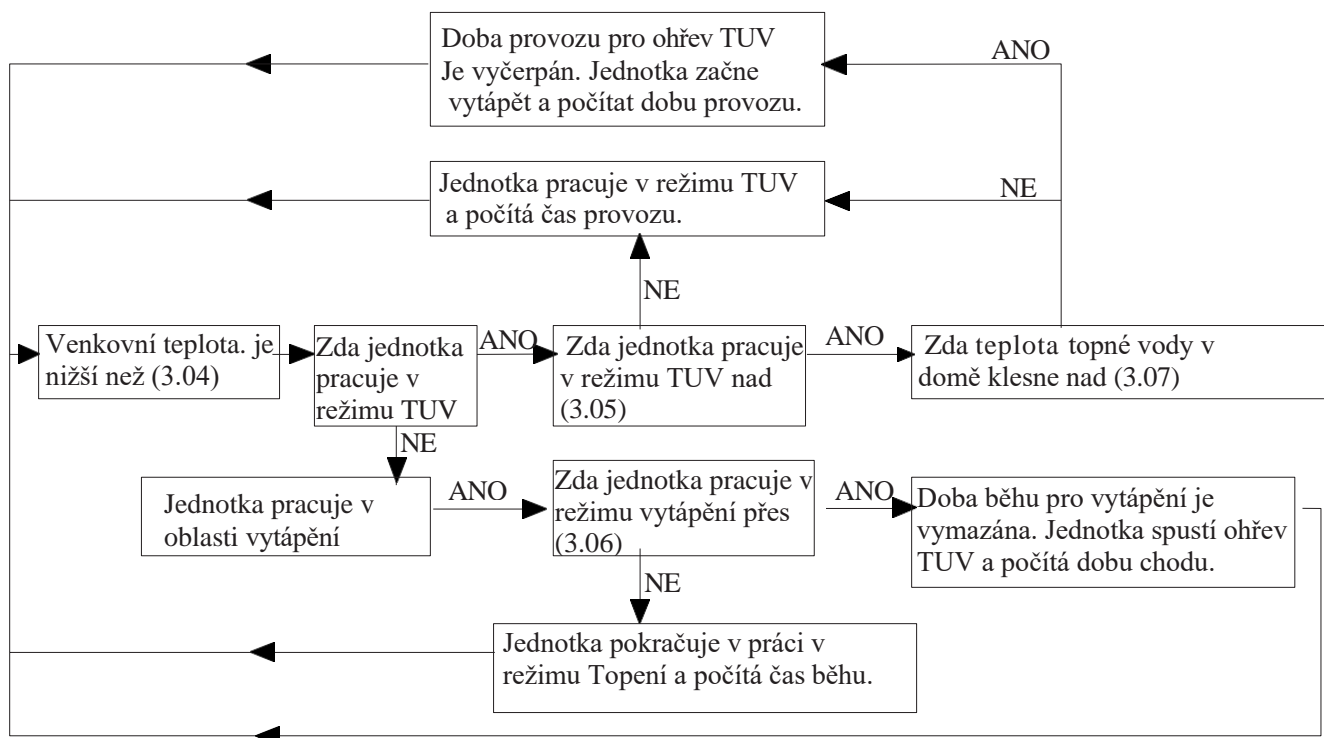 Doba provozu pro ohřev TUV
Je vyčerpán. Jednotka začne
vytápět a počítat dobu provozu.
ANO
Jednotka pracuje v režimu TUV
a počítá čas provozu.
NE
NE
Venkovní teplota. je
nižší než (3.04)
Zda jednotka
pracuje v
režimu TUV
ANO
Zda jednotka pracuje
v režimu TUV nad
(3.05)
ANO
Zda teplota topné vody v
domě klesne nad (3.07)
NE
Jednotka pracuje v
oblasti vytápění
ANO
Zda jednotka pracuje v
režimu vytápění přes
(3.06)
ANO
Doba běhu pro vytápění je
vymazána. Jednotka spustí ohřev
TUV a počítá dobu chodu.
NE
Jednotka pokračuje v práci v
režimu Topení a počítá čas běhu.